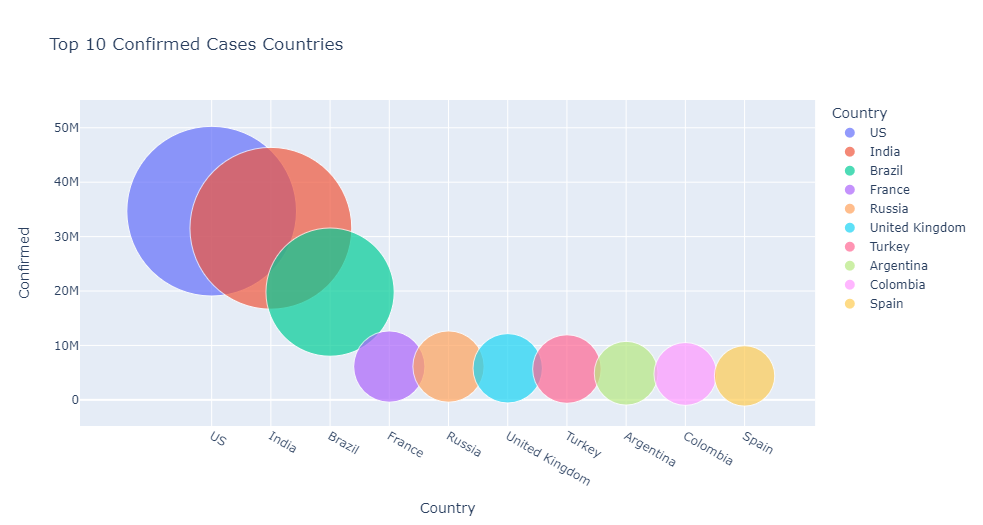 Top 10 Confirmed Cases Countries
Confirmed
50M
40M
30M
20M
10M
0
US
India
Brazil
France
Russia
United Kingdom
Turkey
Argentina
Colombia
Spain
Country
Country
US
India
Brazil
France
Russia
United Kingdom
Turkey
Argentina
Colombia
Spain